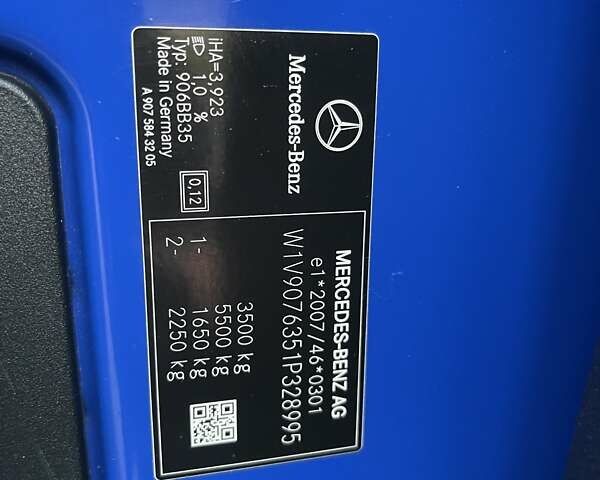 Mercedes-Benz
iHA=3,923
1,0 %
Typ: 906BB35
Made in Germany
A 907 584 32 05
0,12
MERCEDES-BENZ AG
e1*2007/46*0301
W1V9076351P328995
3500 kg
5500 kg
1- 1650 kg
2- 2250 kg